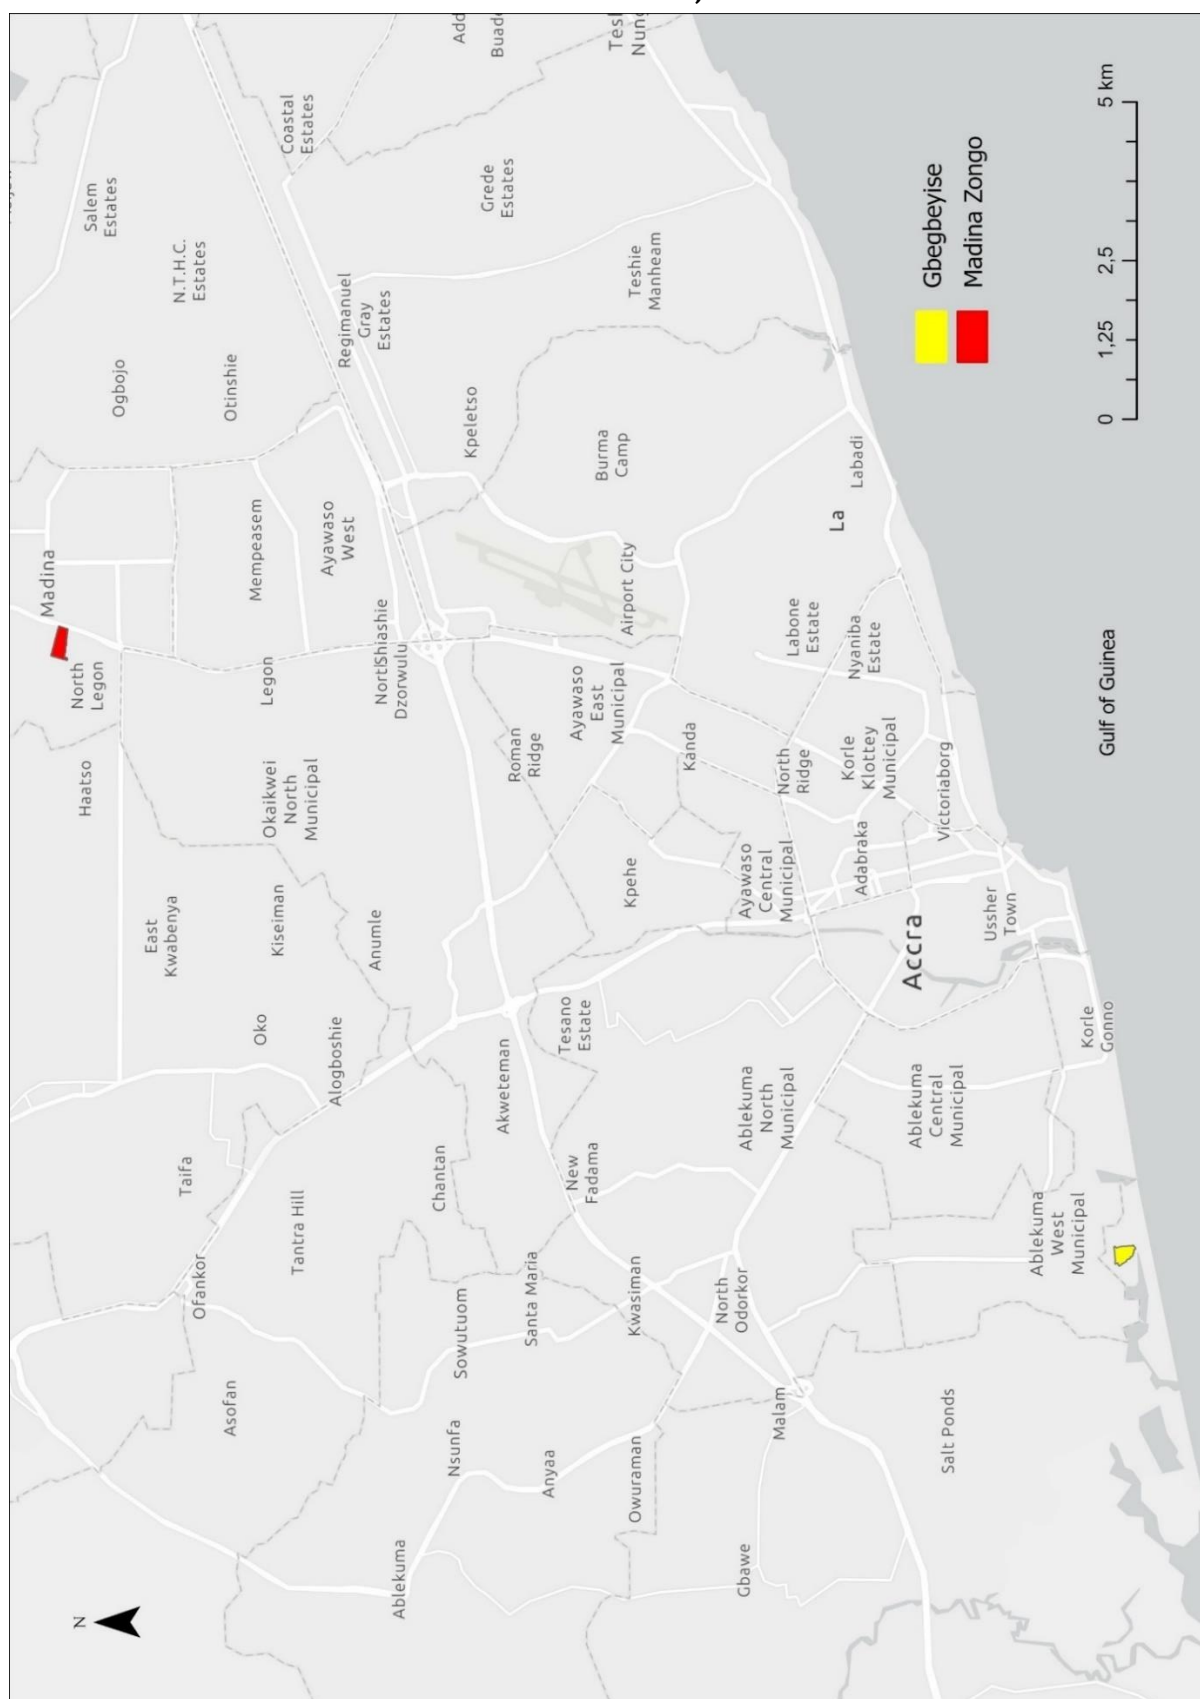 N
Madina
Haatso
North
Legon
Salem
Estates
Ogbojo
East
Kwabenya
Taifa
N.T.H.C.
Estates
Ofankor
Asofan
Otinshie
Oko
Legon
Mempeasem
Kiseiman
Okaikwei
North
Municipal
Tantra Hill
Coastal
Estates
Alogboshie
Ayawaso
West
Regimanuel
Gray
Estates
Anumle
Shiashie
North
Dzorwulu
Ablekuma
Chantan
Nsunfa
Sowutuom
Kpeletso
Grede
Estates
Akweteman
Roman
Ridge
Santa Maria
Anyaa
Tesano
Estate
New
Fadama
Ayawaso
East
Municipal
Burma
Camp
Airport City
Kpehe
Kwasiman
Owuraman
Teshie
Manheam
Kanda
North
Odorkor
Gbawe
Ablekuma
North
Municipal
Ayawaso
Central
Municipal
Malam
North
Ridge
Labone
Estate
La
Labadi
Adabraka
Korle
Klottey
Municipal
Nyaniba
Estate
Accra
Ablekuma
Central
Municipal
Salt Ponds
Victoriaborg
Ussher
Town
Ablekuma
West
Municipal
Korle
Gonno
Gulf of Guinea
Gbegbeyise
Madina Zongo
0 1,25 2,5 5 km